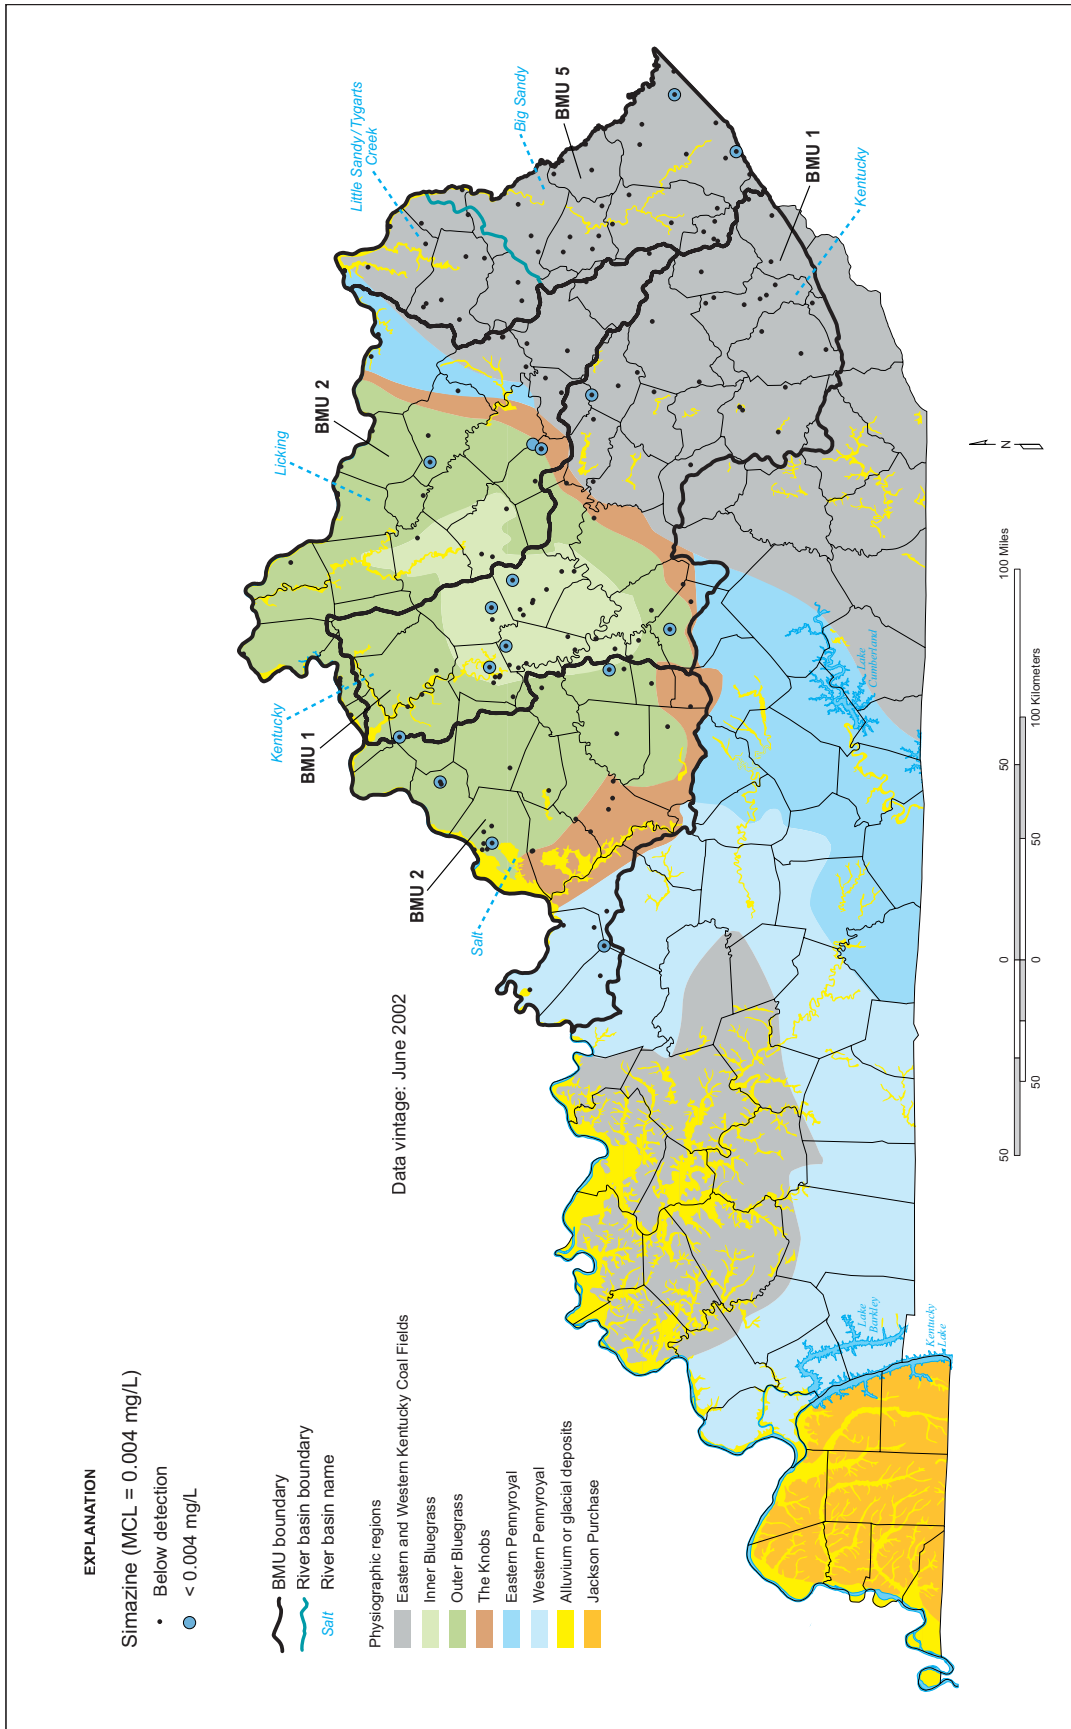 EXPLANATION
Simazine (MCL = 0.004 mg/L)
Below detection
< 0.004 mg/L
BMU boundary
River basin boundary
Salt River basin name
Physiographic regions
Eastern and Western Kentucky Coal Fields
Inner Bluegrass
Outer Bluegrass
The Knobs
Eastern Pennyroyal
Western Pennyroyal
Alluvium or glacial deposits
Jackson Purchase
Data vintage: June 2002
Salt
BMU 2
BMU 1
Kentucky
Licking
BMU 2
Little Sandy/Tygarts
Creek
Big Sandy
BMU 5
BMU 1
Kentucky
Lake
Cumberland
Lake
Barkley
Kentucky
Lake
N
50 0 50 100 Miles
50 0 50 100 Kilometers